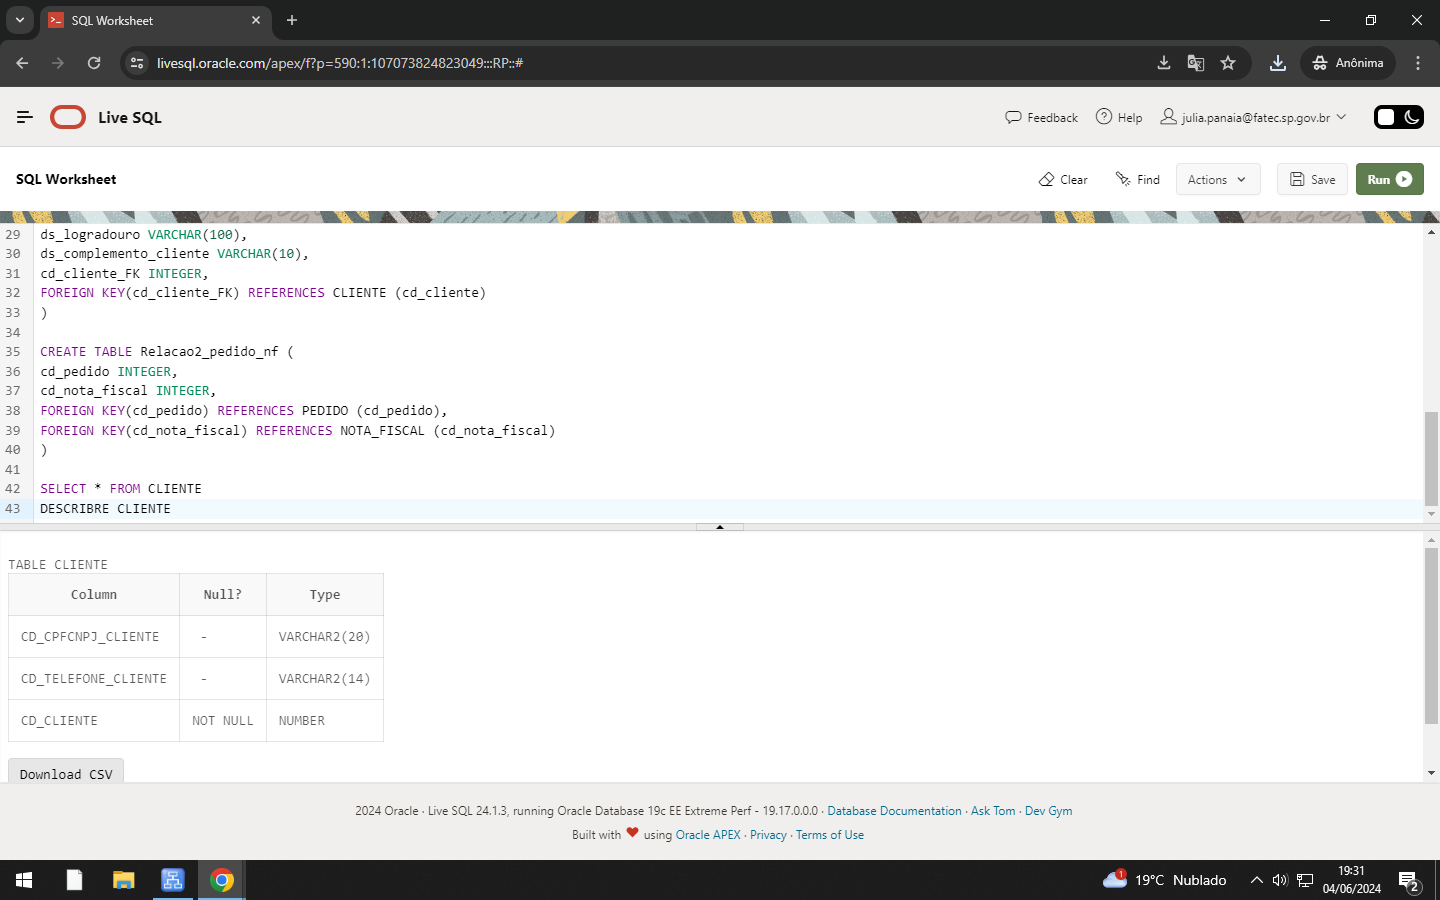 SQL Worksheet
livesql.oracle.com/apex/f?p=590:1:107073824823049:::RP::#
Anônima
Live SQL
Feedback
Help
julia.panaia@fatec.sp.gov.br
SQL Worksheet
Clear
Find
Actions
Save
Run
29 ds_logradouro VARCHAR(100),
30 ds_complemento_cliente VARCHAR(10),
31 cd_cliente_FK INTEGER,
32 FOREIGN KEY(cd_cliente_FK) REFERENCES CLIENTE (cd_cliente)
33 )
34
35 CREATE TABLE Relacao2_pedido_nf (
36 cd_pedido INTEGER,
37 cd_nota_fiscal INTEGER,
38 FOREIGN KEY(cd_pedido) REFERENCES PEDIDO (cd_pedido),
39 FOREIGN KEY(cd_nota_fiscal) REFERENCES NOTA_FISCAL (cd_nota_fiscal)
40 )
41
42 SELECT * FROM CLIENTE
43 DESCRIBRE CLIENTE
TABLE CLIENTE
Column Null? Type
CD_CPFCNPJ_CLIENTE - VARCHAR2(20)
CD_TELEFONE_CLIENTE - VARCHAR2(14)
CD_CLIENTE NOT NULL NUMBER
Download CSV
2024 Oracle · Live SQL 24.1.3, running Oracle Database 19c EE Extreme Perf - 19.17.0.0.0 · Database Documentation · Ask Tom · Dev Gym
Built with ❤ using Oracle APEX · Privacy · Terms of Use
1
19°C Nublado
19:31
04/06/2024
2